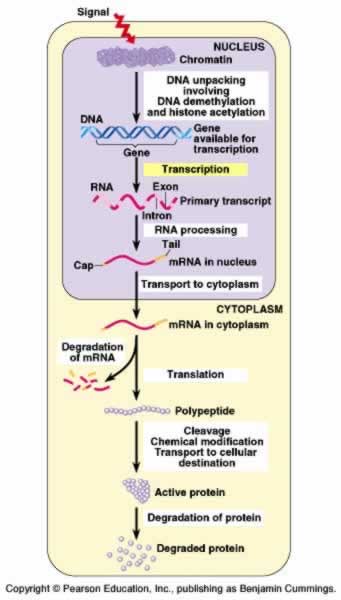 Signal
NUCLEUS
Chromatin
DNA unpacking
involving
DNA demethylation
and histone acetylation
DNA
Gene
available for
transcription
Gene
Transcription
RNA
Exon
Primary transcript
Intron
RNA processing
Tail
Cap
mRNA in nucleus
Transport to cytoplasm
CYTOPLASM
mRNA in cytoplasm
Degradation
of mRNA
Translation
Polypeptide
Cleavage
Chemical modification
Transport to cellular
destination
Active protein
Degradation of protein
Degraded protein
Copyright © Pearson Education, Inc., publishing as Benjamin Cummings.